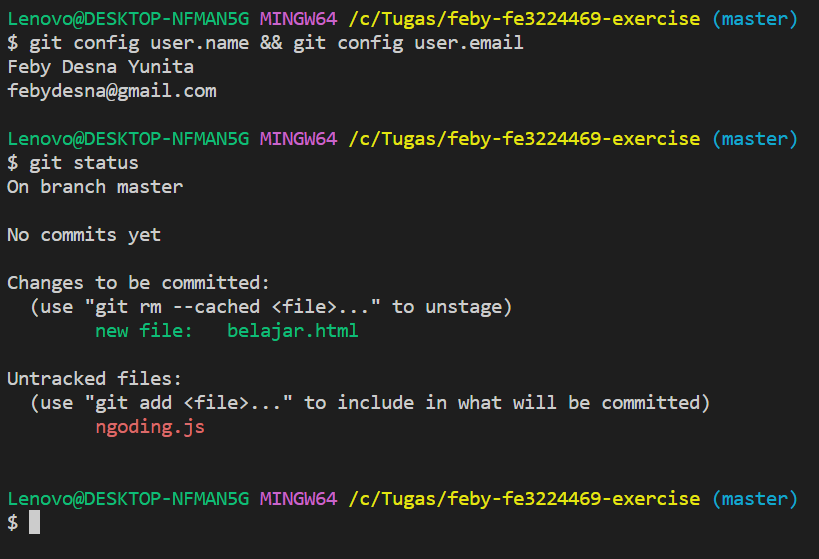 Lenovo@DESKTOP-NFMAN5G MINGW64 /c/Tugas/feby-fe3224469-exercise (master)
$ git config user.name && git config user.email
Feby Desna Yunita
febydesna@gmail.com
Lenovo@DESKTOP-NFMAN5G MINGW64 /c/Tugas/feby-fe3224469-exercise (master)
$ git status
On branch master
No commits yet
Changes to be committed:
  (use "git rm --cached <file>..." to unstage)
        new file:   belajar.html
Untracked files:
  (use "git add <file>..." to include in what will be committed)
        ngoding.js
Lenovo@DESKTOP-NFMAN5G MINGW64 /c/Tugas/feby-fe3224469-exercise (master)
$